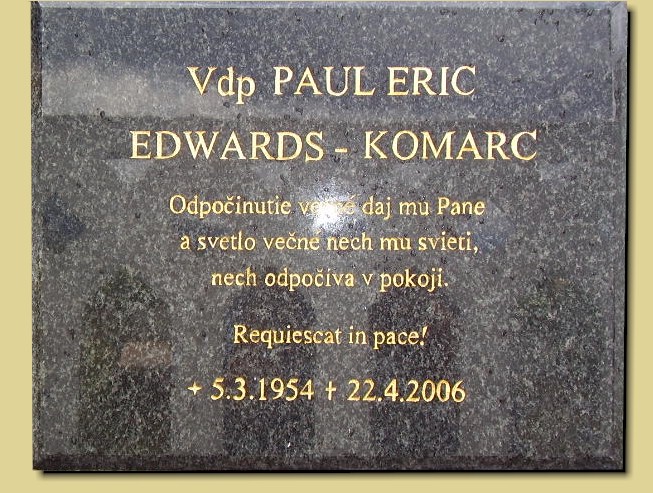 Vdp PAUL ERIC
EDWARDS - KOMARC
Odpočinutie večné daj mu Pane
a svetlo večne nech mu svieti,
nech odpočíva v pokoji.
Requiescat in pace!
+ 5.3.1954 † 22.4.2006